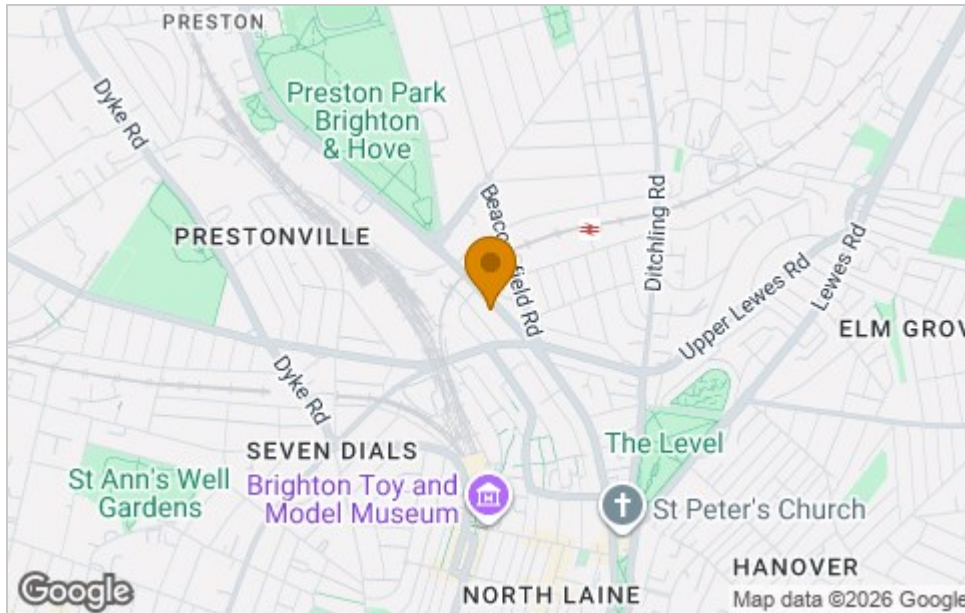 PRESTON
Dyke Rd
Preston Park
Brighton
& Hove
Beaconsfield Rd
Ditchling Rd
PRESTONVILLE
Lewes Rd
Upper Lewes Rd
ELM GROV
Dyke Rd
SEVEN DIALS
The Level
St Ann's Well
Gardens
Brighton Toy and
Model Museum
St Peter's Church
HANOVER
NORTH LAINE
Google
Map data ©2026 Google